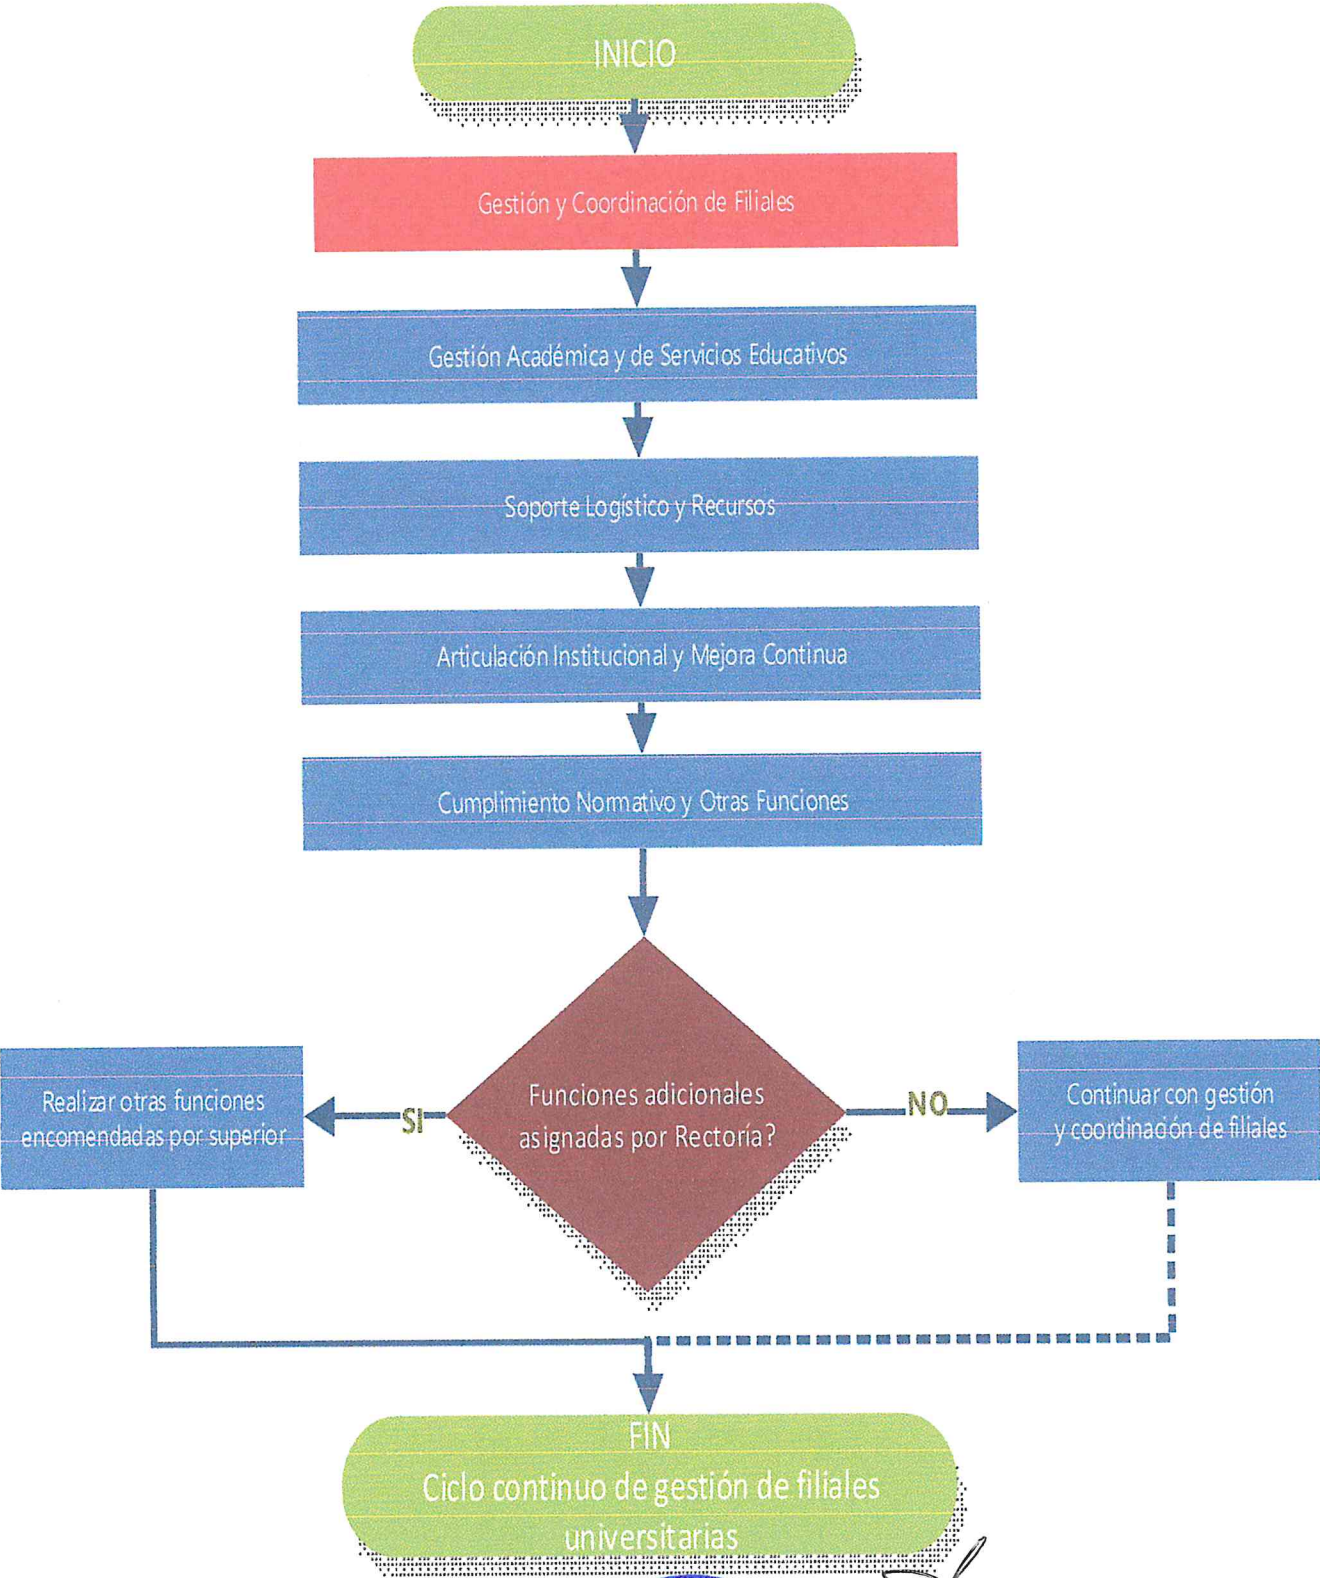 INICIO
Gestión y Coordinación de Filiales
Gestión Académica y de Servicios Educativos
Soporte Logístico y Recursos
Articulación Institucional y Mejora Continua
Cumplimiento Normativo y Otras Funciones
Funciones adicionales
asignadas por Rectoría?
SI
NO
Realizar otras funciones
encomendadas por superior
Continuar con gestión
y coordinación de filiales
FIN
Ciclo continuo de gestión de filiales
universitarias